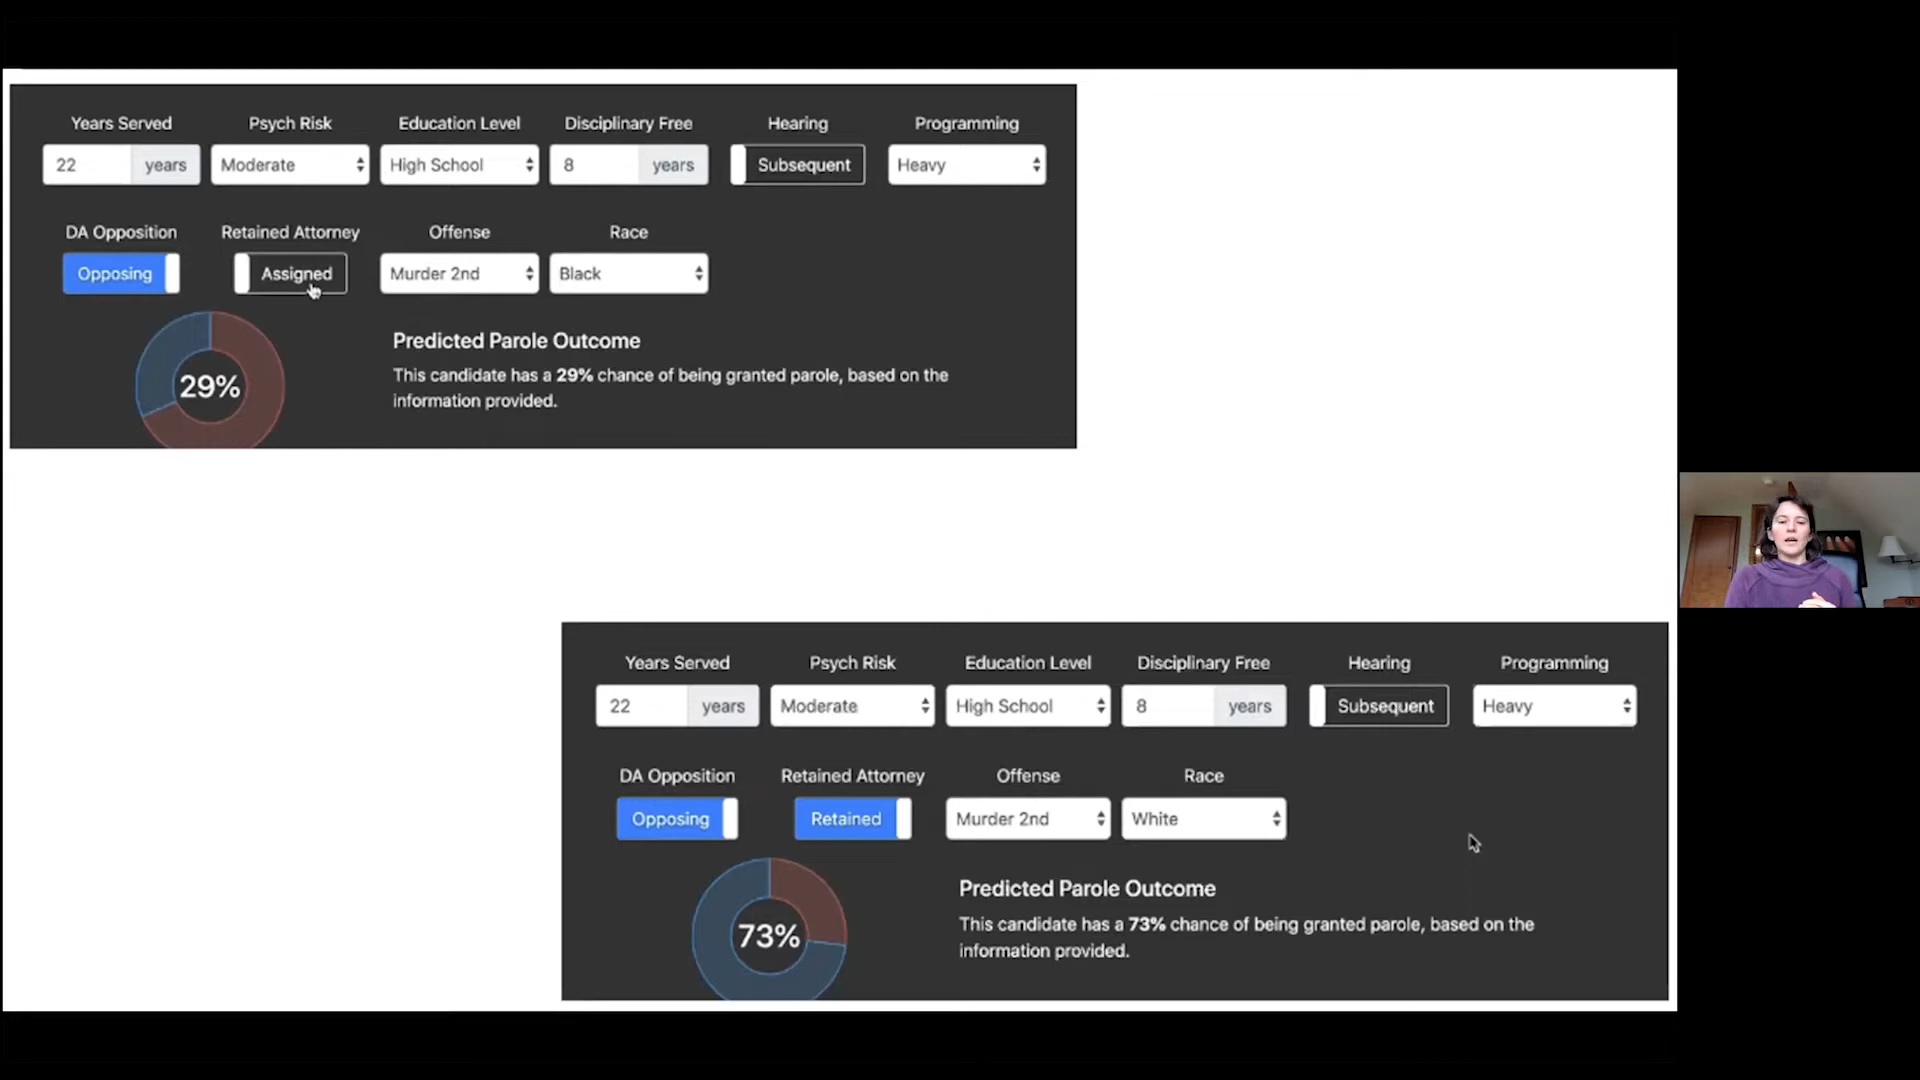 Years Served Psych Risk Education Level Disciplinary Free Hearing Programming
22 years Moderate High School 8 years Subsequent Heavy
DA Opposition Retained Attorney Offense Race
Opposing Assigned Murder 2nd Black
Predicted Parole Outcome
This candidate has a 29% chance of being granted parole, based on the
29%
information provided.
Years Served Psych Risk Education Level Disciplinary Free Hearing Programming
22 years Moderate High School 8 years Subsequent Heavy
DA Opposition Retained Attorney Offense Race
Opposing Retained Murder 2nd White
Predicted Parole Outcome
This candidate has a 73% chance of being granted parole, based on the
73%
information provided.